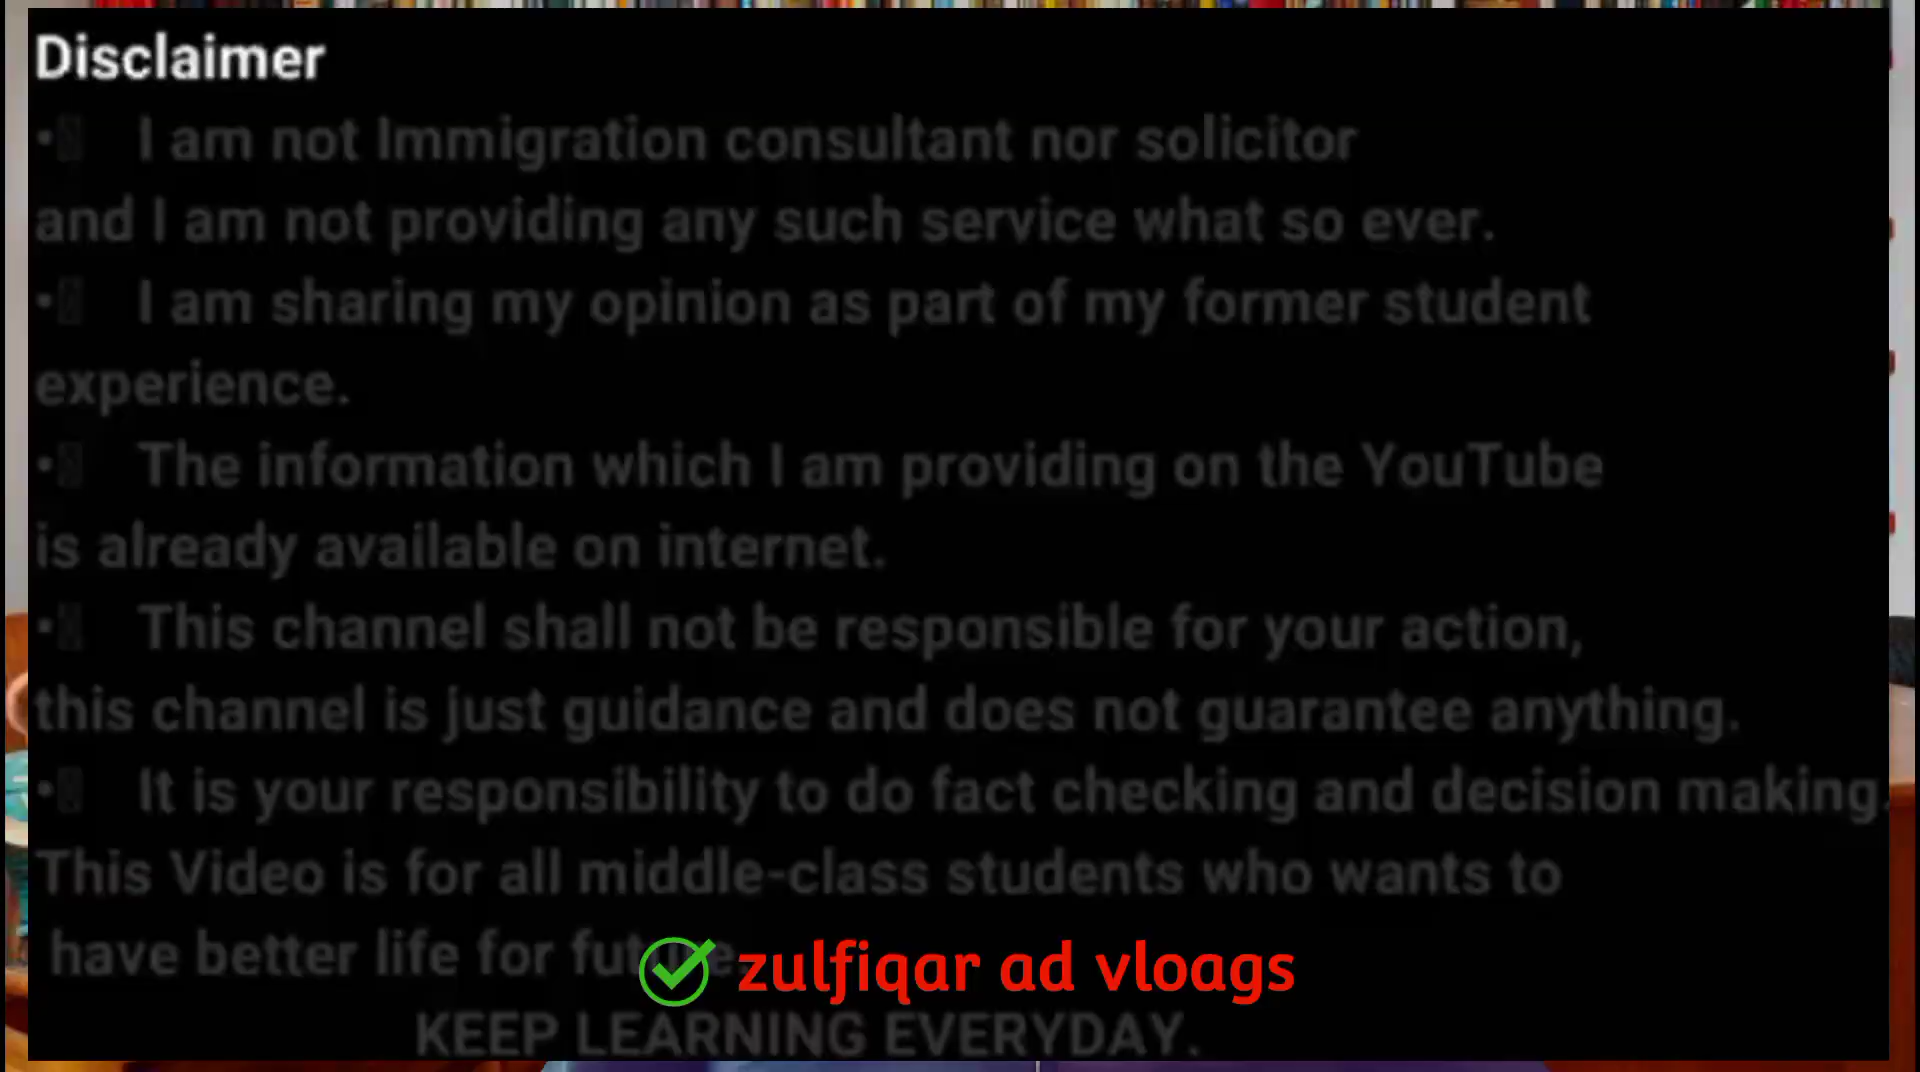 Disclaimer
• I am not Immigration consultant nor solicitor
and I am not providing any such service what so ever.
• I am sharing my opinion as part of my former student
experience.
• The information which I am providing on the YouTube
is already available on internet.
• This channel shall not be responsible for your action,
this channel is just guidance and does not guarantee anything.
• It is your responsibility to do fact checking and decision making.
This Video is for all middle-class students who wants to
have better life for future.
zulfiqar ad vloags
KEEP LEARNING EVERYDAY.